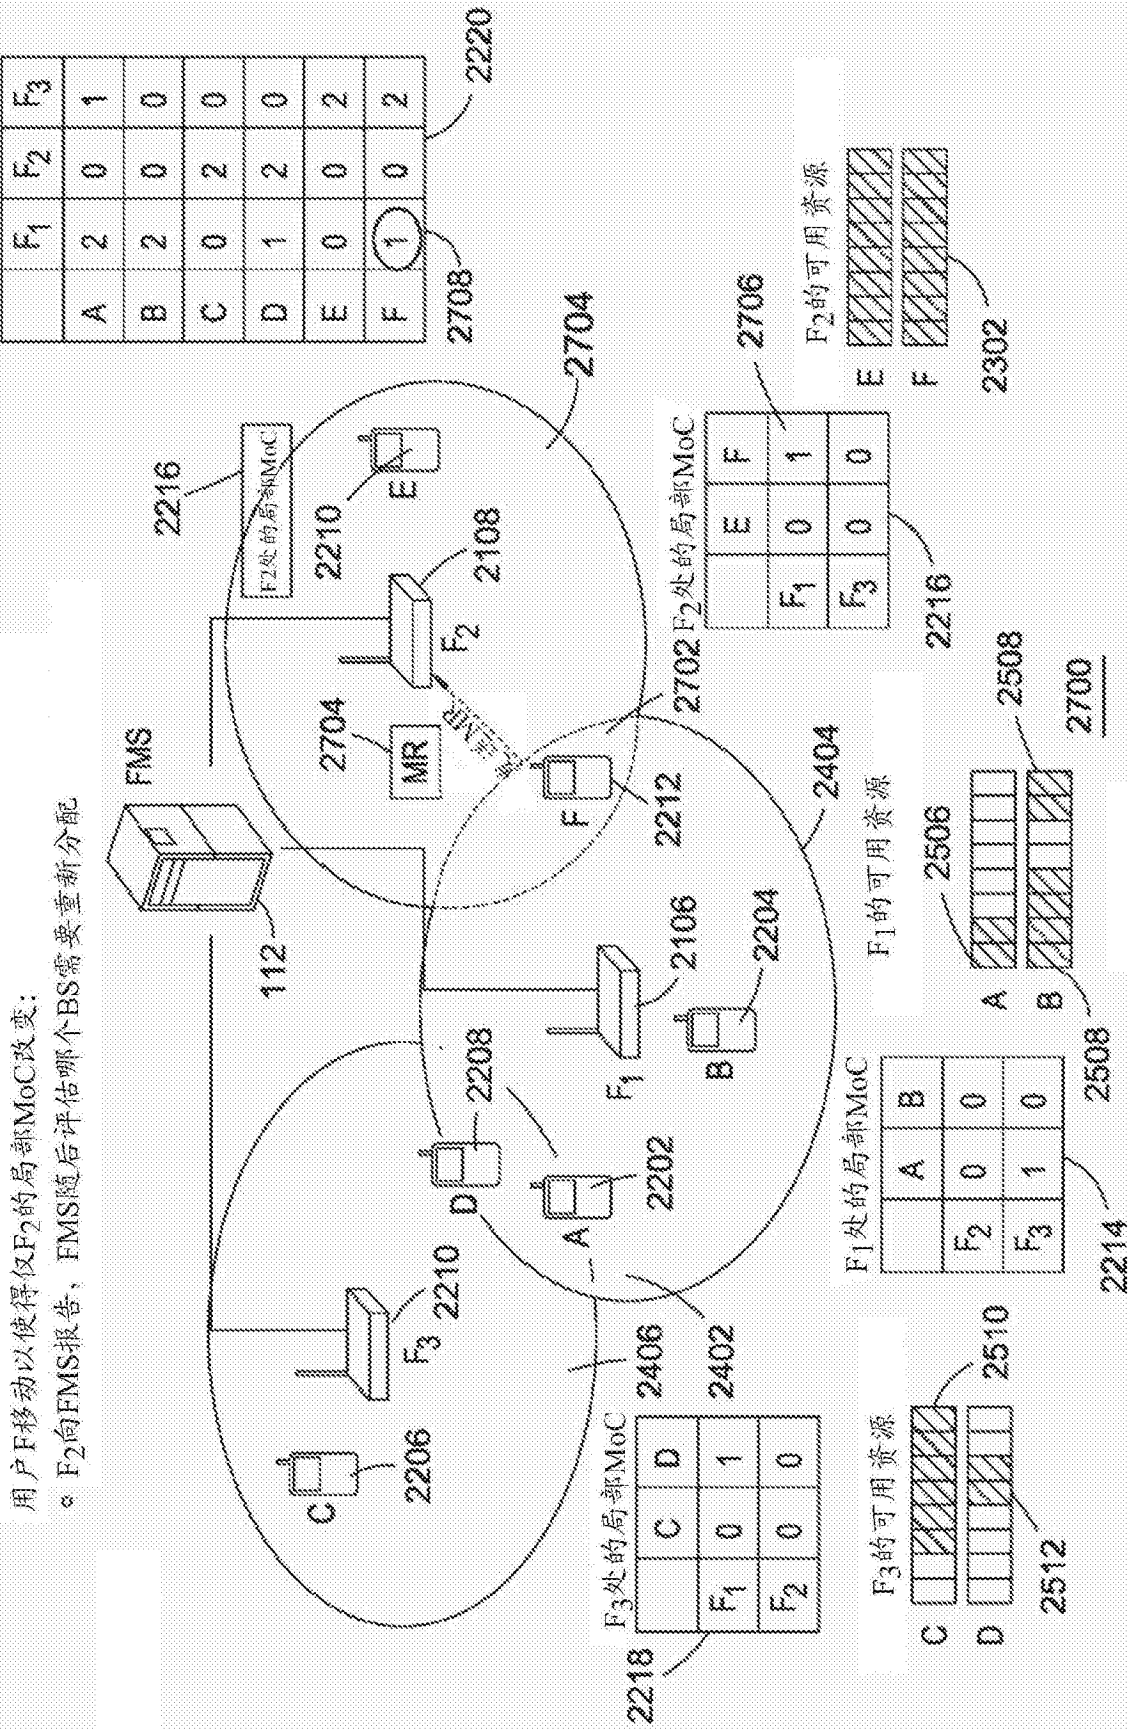 用户F移动以使得仅F2的局部MoC改变:
。F2向FMS报告, FMS随后评估哪个BS需要重新分配
FMS
112
F1 F2 F3
A 2 0 1
B 2 0 0
C 0 2 0
D 1 2 0
E 0 0 2
F 1 0 2
2708
2220
2216
F2处的局部MoC
2210
E
2108
F2
2704
MR
MR
2704
2702
F
2212
2404
2106
F1
2204
B
2208
D
2202
A
2210
F3
2206
C
2406
2402
F3处的局部MoC
C D
F1 0 1
F2 0 0
2218
F3的可用资源
C
D
2510
2512
F1处的局部MoC
A B
F2 0 0
F3 1 0
2214
F1的可用资源
A
B
2506
2508
2508
F2处的局部MoC
E F
F1 0 1
F3 0 0
2706
2216
F2的可用资源
E
F
2302
2700